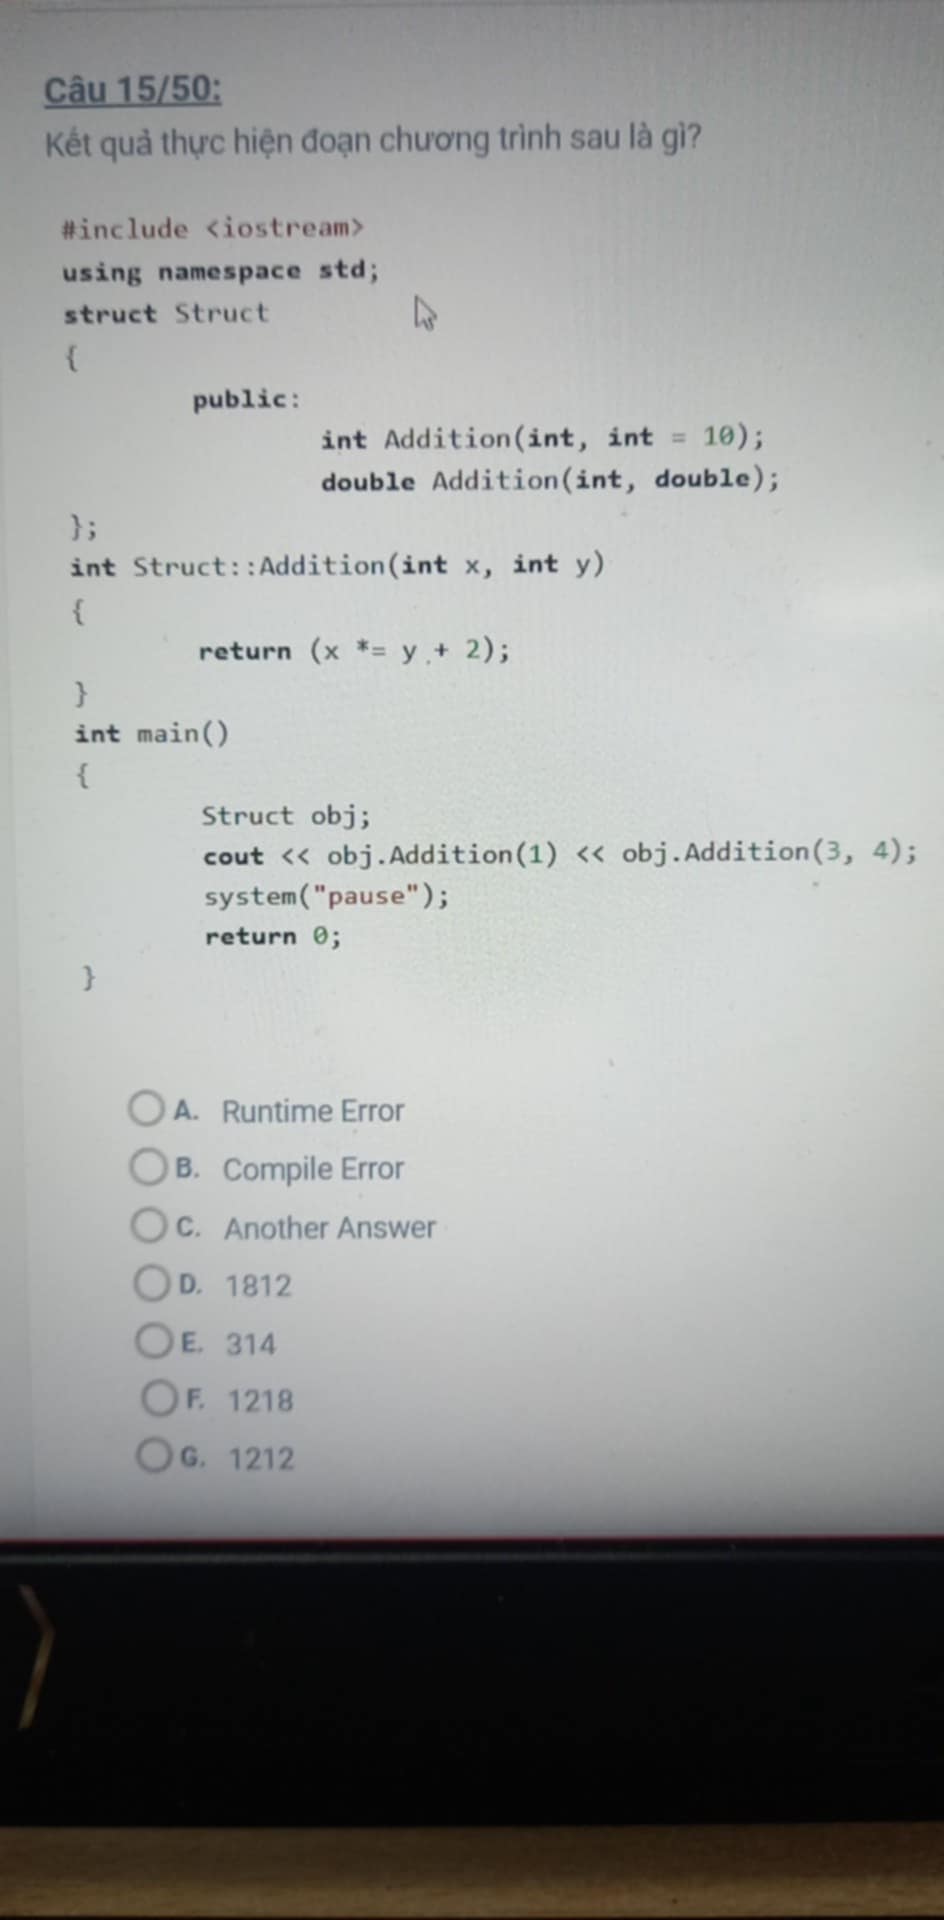 Câu 15/50:
Kết quả thực hiện đoạn chương trình sau là gì?
#include <iostream>
using namespace std;
struct Struct
{
public:
int Addition(int, int = 10);
double Addition(int, double);
};
int Struct::Addition(int x, int y)
{
return (x *= y + 2);
}
int main()
{
Struct obj;
cout << obj.Addition(1) << obj.Addition(3, 4);
system("pause");
return 0;
}
A. Runtime Error
B. Compile Error
C. Another Answer
D. 1812
E. 314
F. 1218
G. 1212